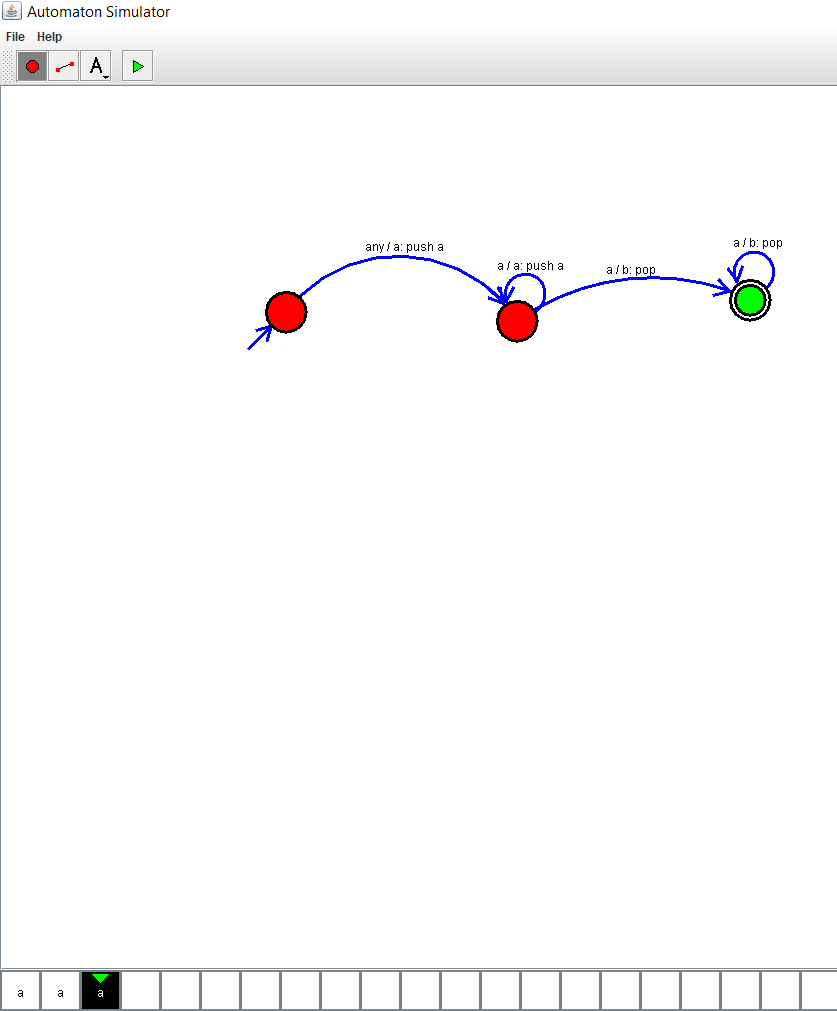 Automaton Simulator
File Help
A
any / a: push a
a / a: push a
a / b: pop
a / b: pop
a a a